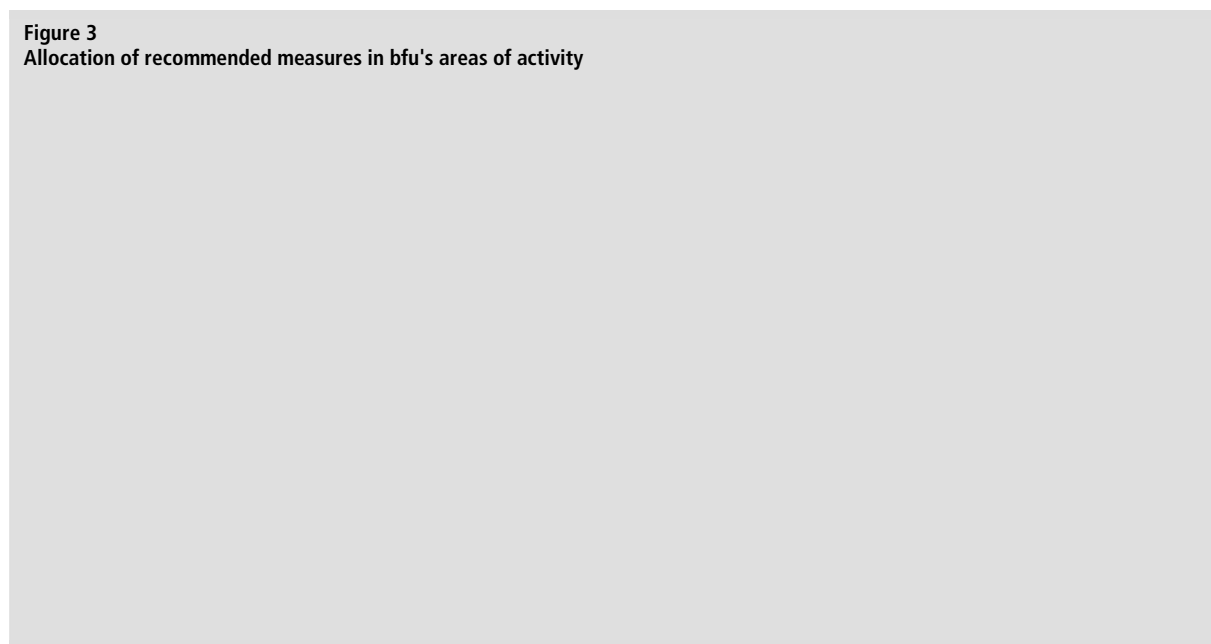 Figure 3
Allocation of recommended measures in bfu's areas of activity